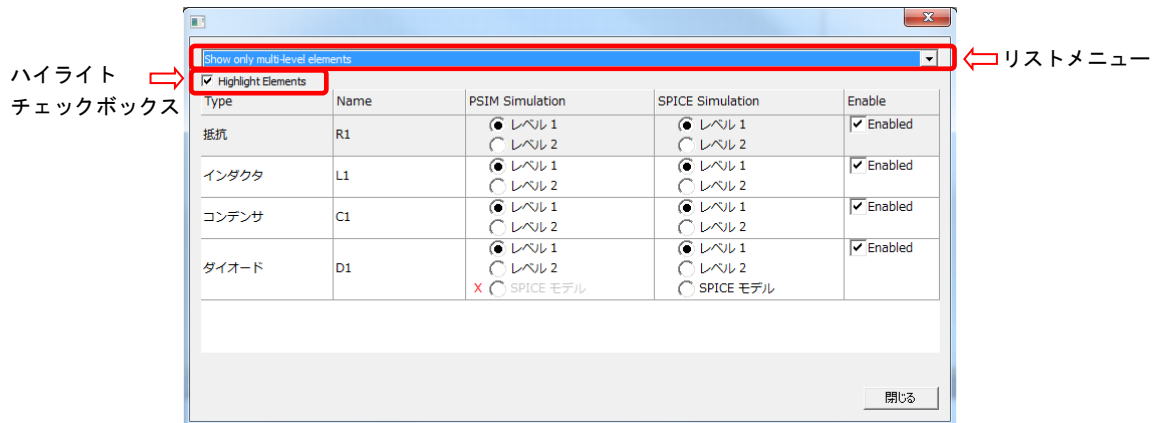 Show only multi-level elements
リストメニュー
ハイライト
チェックボックス
Highlight Elements
Type Name PSIM Simulation SPICE Simulation Enable
抵抗 R1 レベル 1 レベル 1 Enabled
レベル 2 レベル 2
インダクタ L1 レベル 1 レベル 1 Enabled
レベル 2 レベル 2
コンデンサ C1 レベル 1 レベル 1 Enabled
レベル 2 レベル 2
ダイオード D1 レベル 1 レベル 1 Enabled
レベル 2 レベル 2
X SPICE モデル SPICE モデル
閉じる